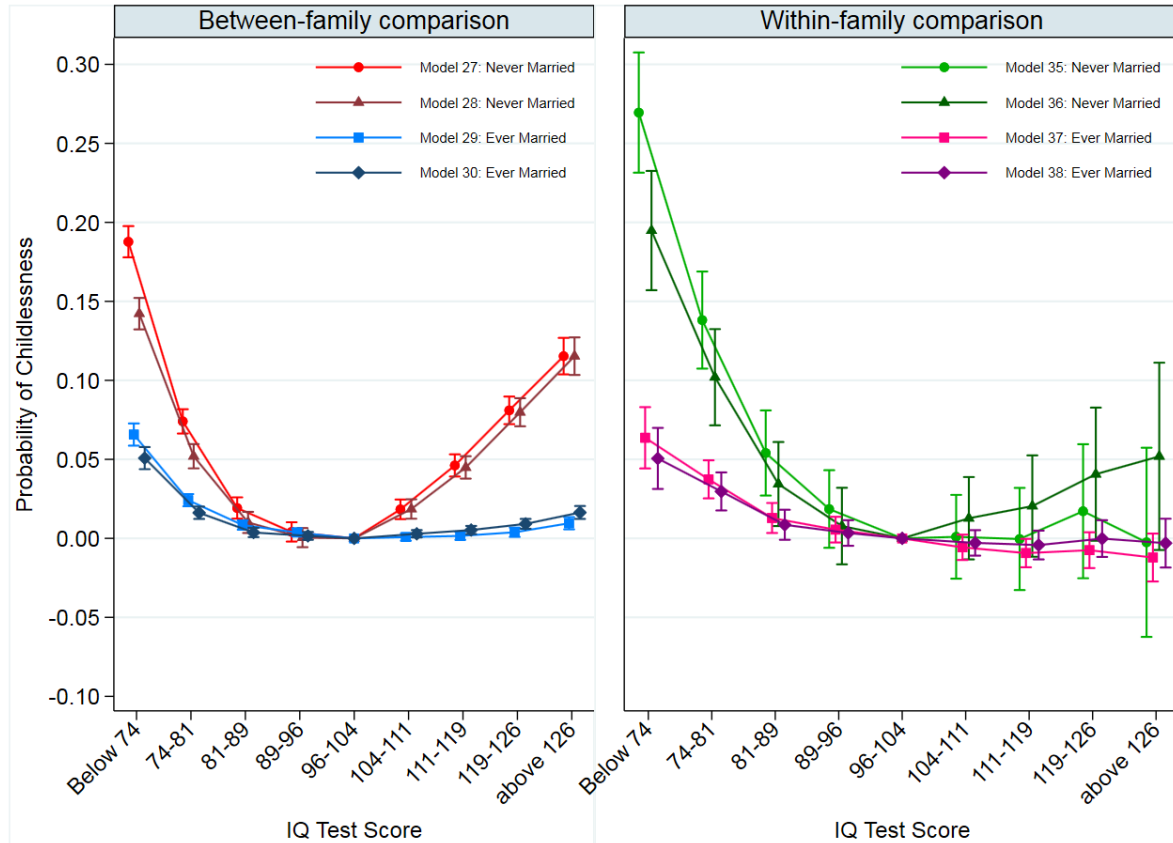 Between-family comparison
Within-family comparison
Probability of Childlessness
0.30
0.25
0.20
0.15
0.10
0.05
0.00
-0.05
-0.10
Model 27: Never Married
Model 28: Never Married
Model 29: Ever Married
Model 30: Ever Married
Model 35: Never Married
Model 36: Never Married
Model 37: Ever Married
Model 38: Ever Married
Below 74
74-81
81-89
89-96
96-104
104-111
111-119
119-126
above 126
IQ Test Score
Below 74
74-81
81-89
89-96
96-104
104-111
111-119
119-126
above 126
IQ Test Score